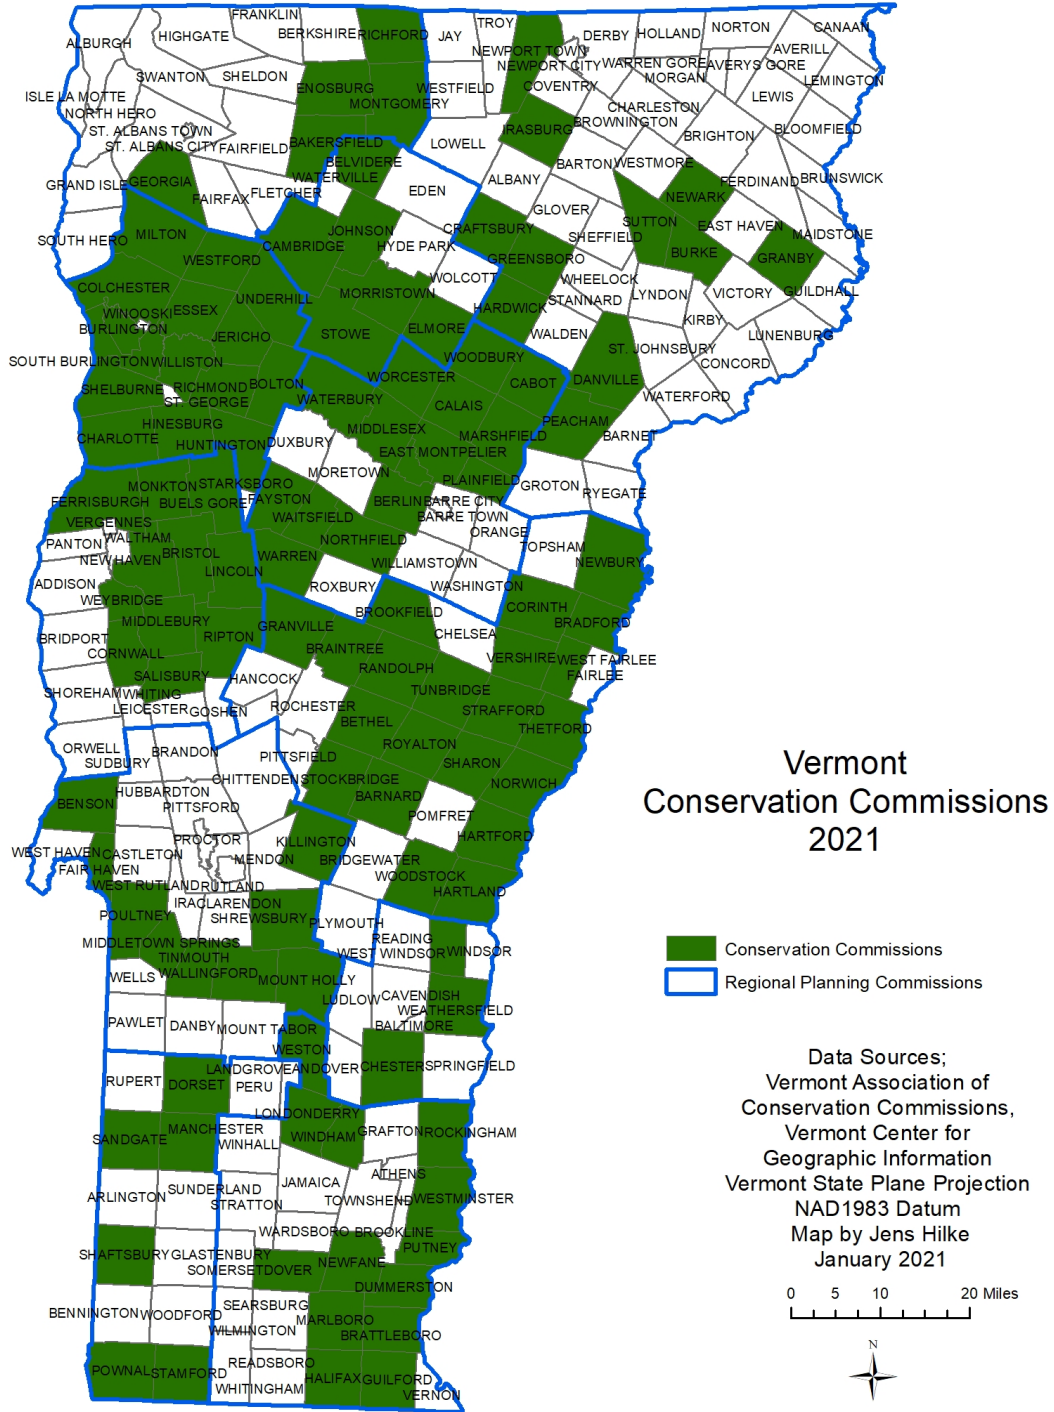 FRANKLIN
TROY
ALBURGH
HIGHGATE
BERKSHIRE
RICHFORD
JAY
NEWPORT TOWN
DERBY
HOLLAND
NORTON
CANAAN
AVERILL
NEWPORT CITY
WARREN GORE
AVERYS GORE
SWANTON
SHELDON
ENOSBURG
WESTFIELD
COVENTRY
MORGAN
LEMINGTON
ISLE LA MOTTE
MONTGOMERY
CHARLESTON
LEWIS
NORTH HERO
BROWNINGTON
ST. ALBANS TOWN
IRASBURG
BRIGHTON
BLOOMFIELD
ST. ALBANS CITY
FAIRFIELD
BAKERSFIELD
LOWELL
BELVIDERE
BARTON
WESTMORE
GRAND ISLE
GEORGIA
WATERVILLE
ALBANY
FERDINAND
BRUNSWICK
FAIRFAX
FLETCHER
EDEN
NEWARK
GLOVER
SOUTH HERO
MILTON
JOHNSON
CRAFTSBURY
SHEFFIELD
SUTTON
EAST HAVEN
MAIDSTONE
CAMBRIDGE
HYDE PARK
WESTFORD
GREENSBORO
BURKE
GRANBY
COLCHESTER
UNDERHILL
MORRISTOWN
WOLCOTT
WHEELOCK
LYNDON
VICTORY
GUILDHALL
WINOOSKI
ESSEX
HARDWICK
STANNARD
BURLINGTON
JERICHO
STOWE
ELMORE
WALDEN
KIRBY
LUNENBURG
SOUTH BURLINGTON
WILLISTON
WOODBURY
ST. JOHNSBURY
CONCORD
SHELBURNE
RICHMOND
BOLTON
WORCESTER
CABOT
DANVILLE
ST. GEORGE
WATERBURY
CALAIS
WATERFORD
HINESBURG
MIDDLESEX
PEACHAM
CHARLOTTE
HUNTINGTON
DUXBURY
MARSHFIELD
BARNET
EAST MONTPELIER
MORETOWN
MONKTON
STARKSBORO
PLAINFIELD
GROTON
RYEGATE
FERRISBURGH
BUELS GORE
FAYSTON
BERLIN
BARRE CITY
VERGENNES
WAITSFIELD
BARRE TOWN
PANTON
WALTHAM
NORTHFIELD
ORANGE
TOPSHAM
NEW HAVEN
BRISTOL
WARREN
WILLIAMSTOWN
NEWBURY
LINCOLN
ADDISON
ROXBURY
WASHINGTON
WEYBRIDGE
BROOKFIELD
CORINTH
MIDDLEBURY
GRANVILLE
BRADFORD
BRIDPORT
RIPTON
CHELSEA
CORNWALL
BRAINTREE
VERSHIRE
WEST FAIRLEE
SALISBURY
HANCOCK
RANDOLPH
FAIRLEE
SHOREHAM
WHITING
TUNBRIDGE
LEICESTER
GOSHEN
ROCHESTER
STRAFFORD
BETHEL
THETFORD
ORWELL
BRANDON
PITTSFIELD
ROYALTON
SUDBURY
SHARON
CHITTENDEN
STOCKBRIDGE
NORWICH
BENSON
HUBBARDTON
BARNARD
PITTSFORD
POMFRET
PROCTOR
KILLINGTON
HARTFORD
WEST HAVEN
CASTLETON
MENDON
BRIDGEWATER
FAIR HAVEN
WOODSTOCK
WEST RUTLAND
RUTLAND
HARTLAND
IRA
CLARENDON
POULTNEY
SHREWSBURY
PLYMOUTH
MIDDLETOWN SPRINGS
READING
TINMOUTH
WEST WINDSOR
WINDSOR
WELLS
WALLINGFORD
MOUNT HOLLY
LUDLOW
CAVENDISH
WEATHERSFIELD
PAWLET
DANBY
MOUNT TABOR
BALTIMORE
WESTON
RUPERT
DORSET
LANDGROVE
ANDOVER
CHESTER
SPRINGFIELD
PERU
LONDONDERRY
SANDGATE
MANCHESTER
WINDHAM
GRAFTON
ROCKINGHAM
WINHALL
ATHENS
ARLINGTON
SUNDERLAND
JAMAICA
STRATTON
TOWNSHEND
WESTMINSTER
WARDSBORO
BROOKLINE
SHAFTSBURY
GLASTENBURY
PUTNEY
SOMERSET
DOVER
NEWFANE
DUMMERSTON
BENNINGTON
WOODFORD
SEARSBURG
MARLBORO
WILMINGTON
BRATTLEBORO
POWNAL
STAMFORD
READSBORO
HALIFAX
GUILFORD
WHITINGHAM
VERNON
Vermont
Conservation Commissions
2021
Conservation Commissions
Regional Planning Commissions
Data Sources;
Vermont Association of
Conservation Commissions,
Vermont Center for
Geographic Information
Vermont State Plane Projection
NAD1983 Datum
Map by Jens Hilke
January 2021
0 5 10 20 Miles
N